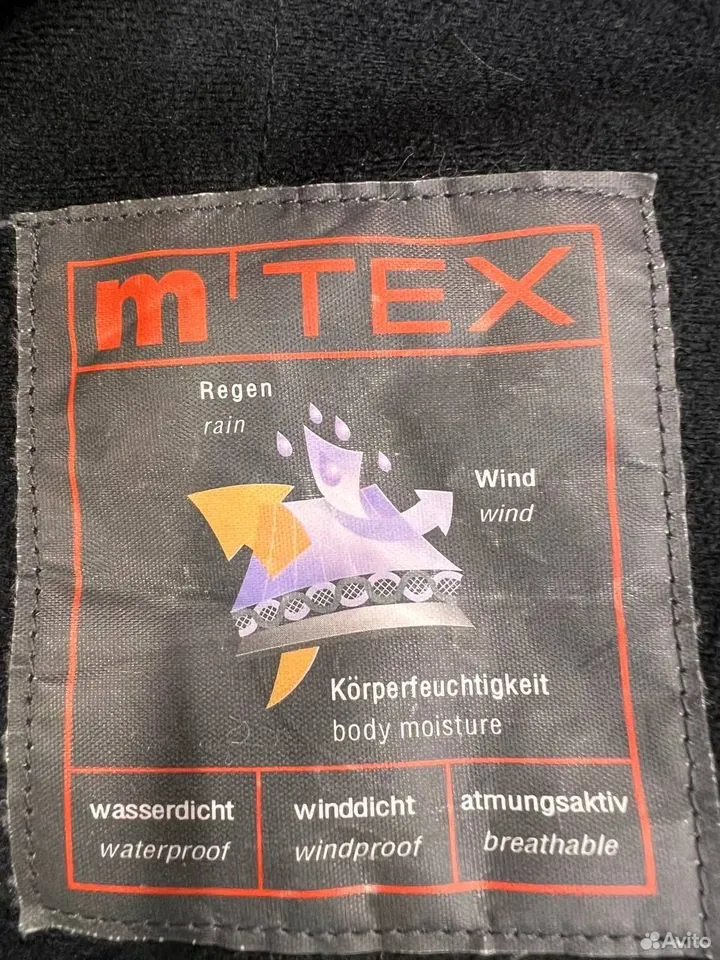 m'TEX
Regen
rain
Wind
wind
Körperfeuchtigkeit
body moisture
wasserdicht
waterproof
winddicht
windproof
atmungsaktiv
breathable
Avito